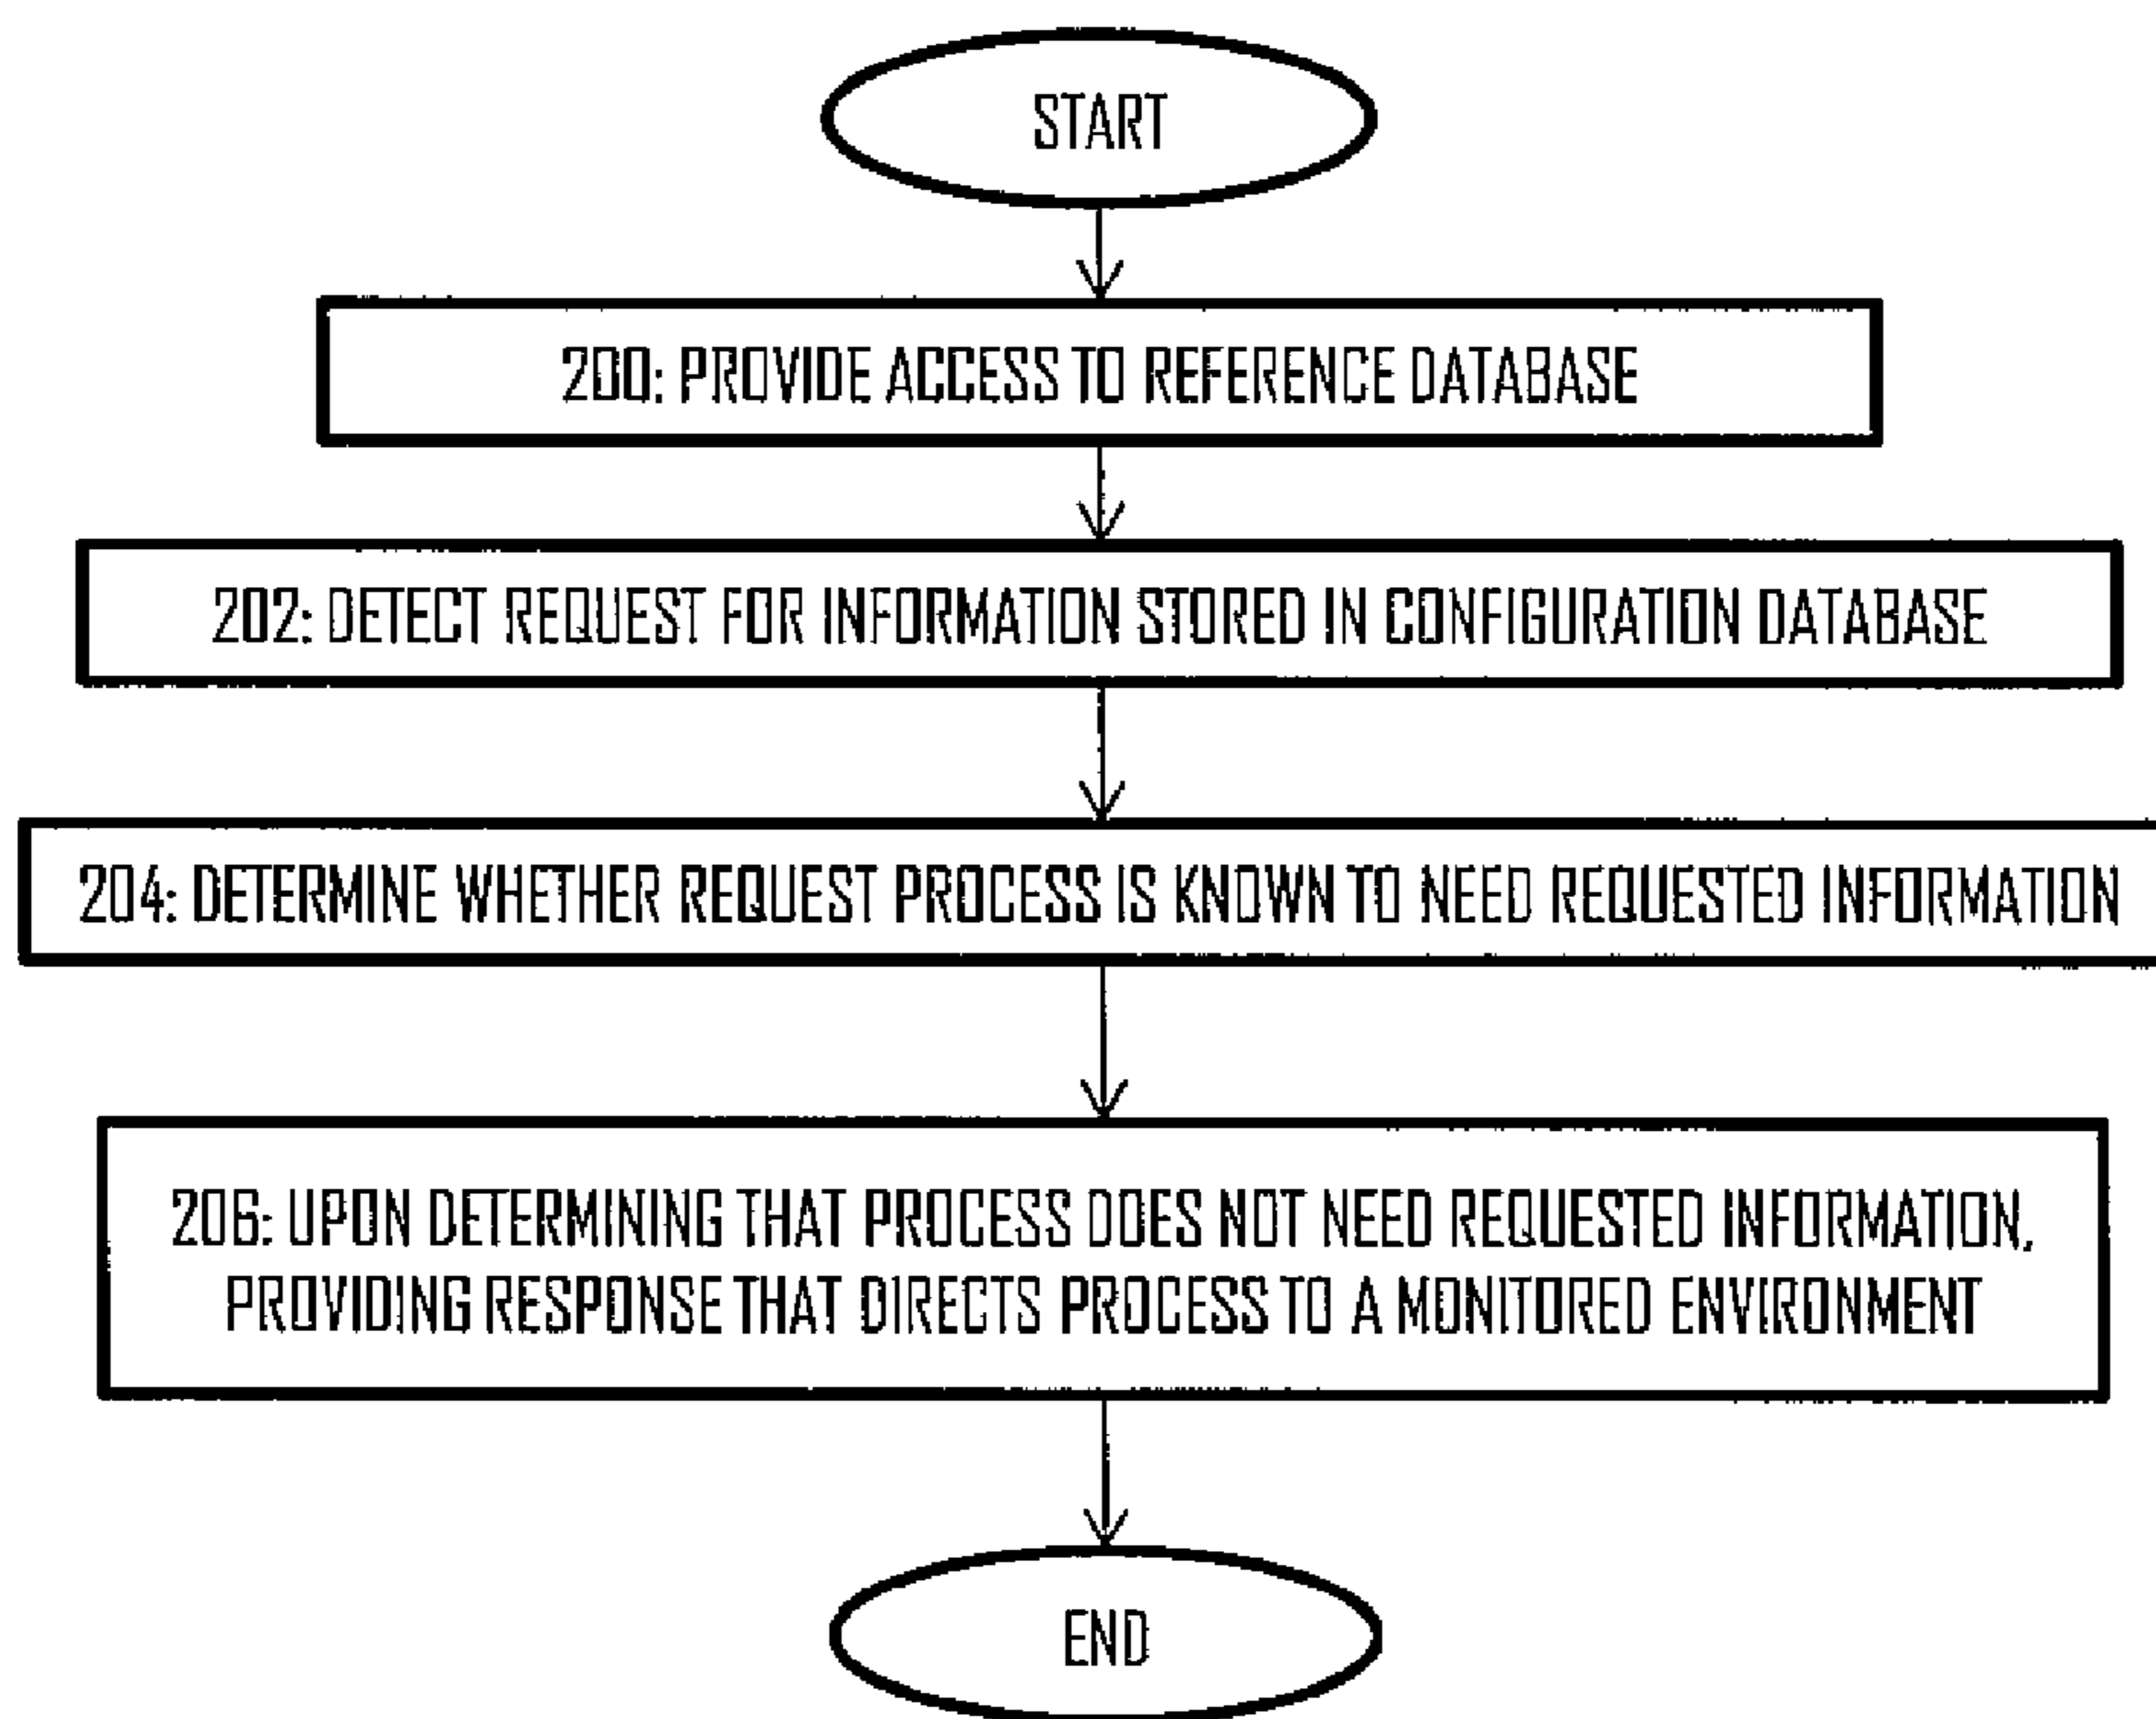 START
200: PROVIDE ACCESS TO REFERENCE DATABASE
202: DETECT REQUEST FOR INFORMATION STORED IN CONFIGURATION DATABASE
204: DETERMINE WHETHER REQUEST PROCESS IS KNOWN TO NEED REQUESTED INFORMATION
206: UPON DETERMINING THAT PROCESS DOES NOT NEED REQUESTED INFORMATION,
PROVIDING RESPONSE THAT DIRECTS PROCESS TO A MONITORED ENVIRONMENT
END